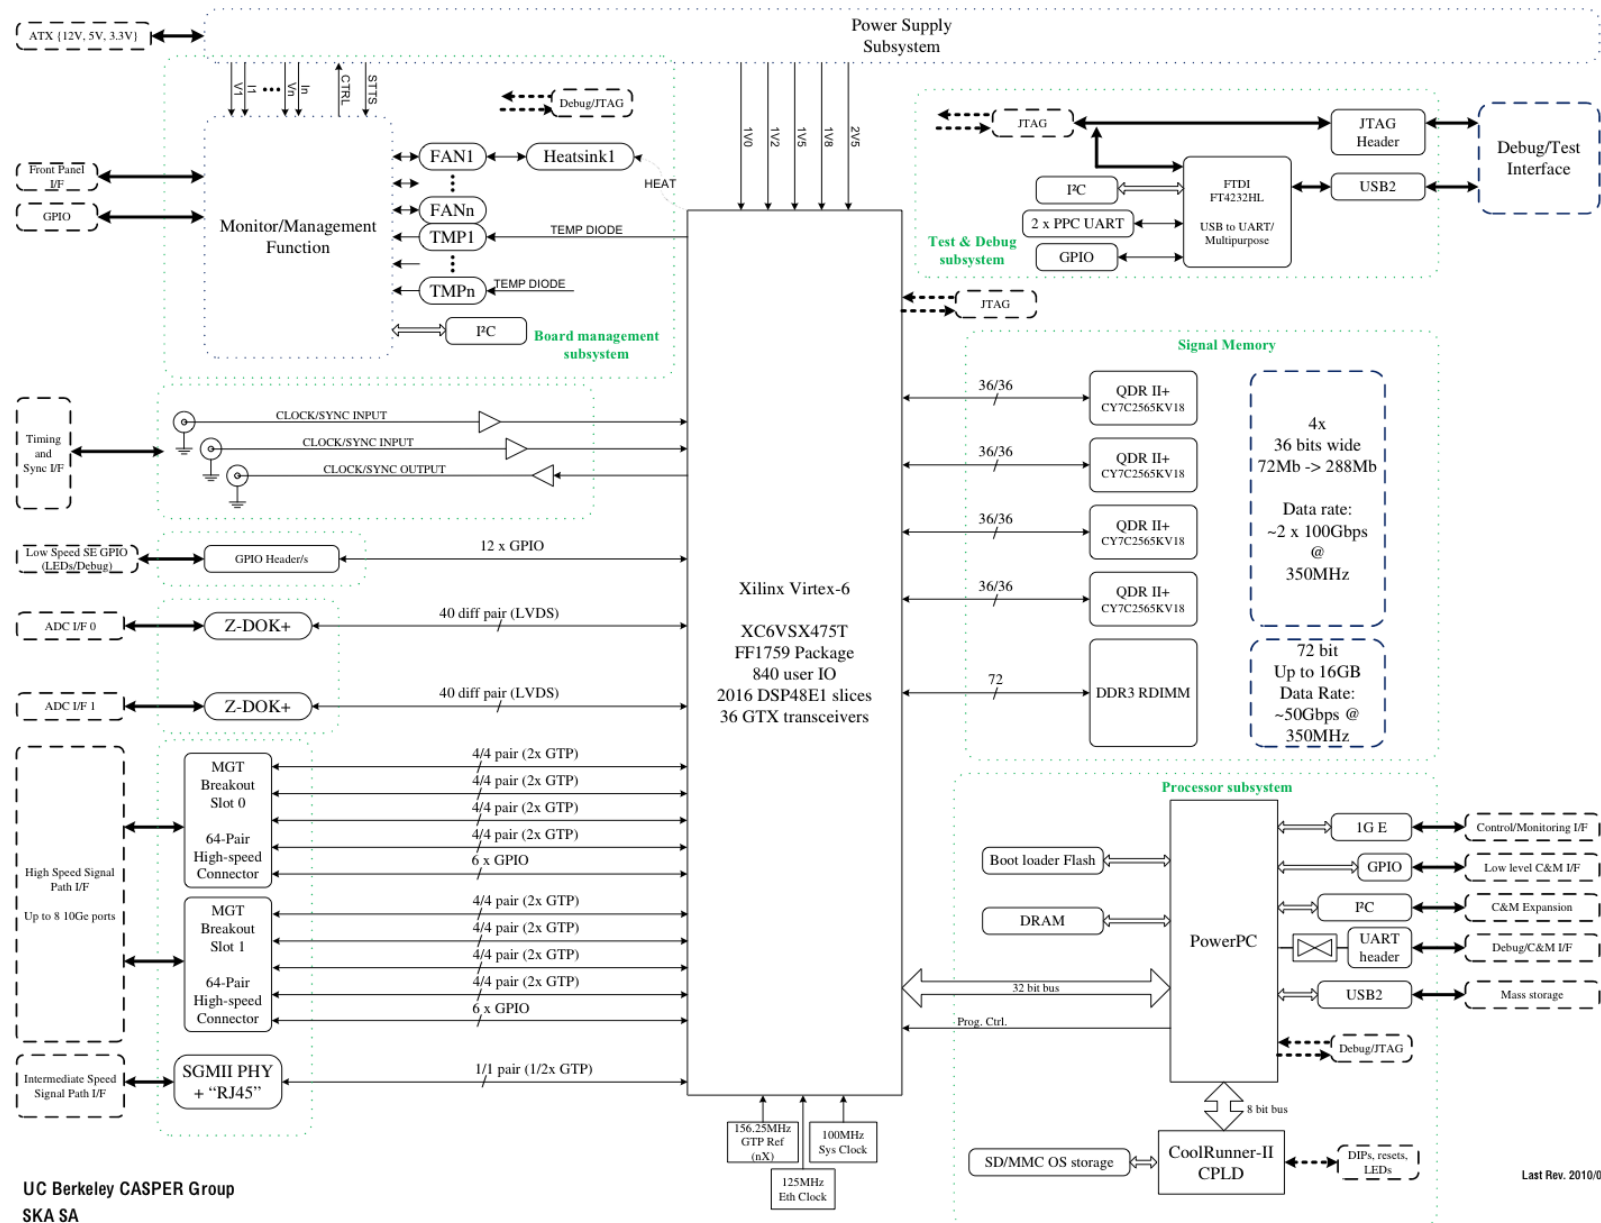 Power Supply
Subsystem
ATX {12V, 5V, 3.3V}
V1
I1
Vn
In
CTRL
STTS
1V0
1V2
1V5
1V8
2V5
Debug/JTAG
FAN1
Heatsink1
HEAT
FANn
TMP1
TEMP DIODE
TMPn
TEMP DIODE
I²C
Front Panel
I/F
GPIO
Monitor/Management
Function
Board management
subsystem
JTAG
JTAG
Header
Debug/Test
Interface
I²C
2 x PPC UART
GPIO
FTDI
FT4232HL
USB to UART/
Multipurpose
USB2
Test & Debug
subsystem
JTAG
Signal Memory
36/36
QDR II+
CY7C2565KV18
36/36
QDR II+
CY7C2565KV18
36/36
QDR II+
CY7C2565KV18
36/36
QDR II+
CY7C2565KV18
72
DDR3 RDIMM
4x
36 bits wide
72Mb -> 288Mb
Data rate:
~2 x 100Gbps
@
350MHz
72 bit
Up to 16GB
Data Rate:
~50Gbps @
350MHz
Timing
and
Sync I/F
CLOCK/SYNC INPUT
CLOCK/SYNC INPUT
CLOCK/SYNC OUTPUT
Low Speed SE GPIO
(LEDs/Debug)
GPIO Header/s
12 x GPIO
ADC I/F 0
Z-DOK+
40 diff pair (LVDS)
ADC I/F 1
Z-DOK+
40 diff pair (LVDS)
Xilinx Virtex-6
XC6VSX475T
FF1759 Package
840 user IO
2016 DSP48E1 slices
36 GTX transceivers
High Speed Signal
Path I/F
Up to 8 10Ge ports
MGT
Breakout
Slot 0
64-Pair
High-speed
Connector
4/4 pair (2x GTP)
4/4 pair (2x GTP)
4/4 pair (2x GTP)
4/4 pair (2x GTP)
6 x GPIO
MGT
Breakout
Slot 1
64-Pair
High-speed
Connector
4/4 pair (2x GTP)
4/4 pair (2x GTP)
4/4 pair (2x GTP)
4/4 pair (2x GTP)
6 x GPIO
Intermediate Speed
Signal Path I/F
SGMII PHY
+ “RJ45”
1/1 pair (1/2x GTP)
156.25MHz
GTP Ref
(nX)
125MHz
Eth Clock
100MHz
Sys Clock
Processor subsystem
Boot loader Flash
DRAM
32 bit bus
Prog. Ctrl.
PowerPC
1G E
Control/Monitoring I/F
GPIO
Low level C&M I/F
I²C
C&M Expansion
UART
header
Debug/C&M I/F
USB2
Mass storage
Debug/JTAG
8 bit bus
SD/MMC OS storage
CoolRunner-II
CPLD
DIPs, resets,
LEDs
Last Rev. 2010/0
UC Berkeley CASPER Group
SKA SA